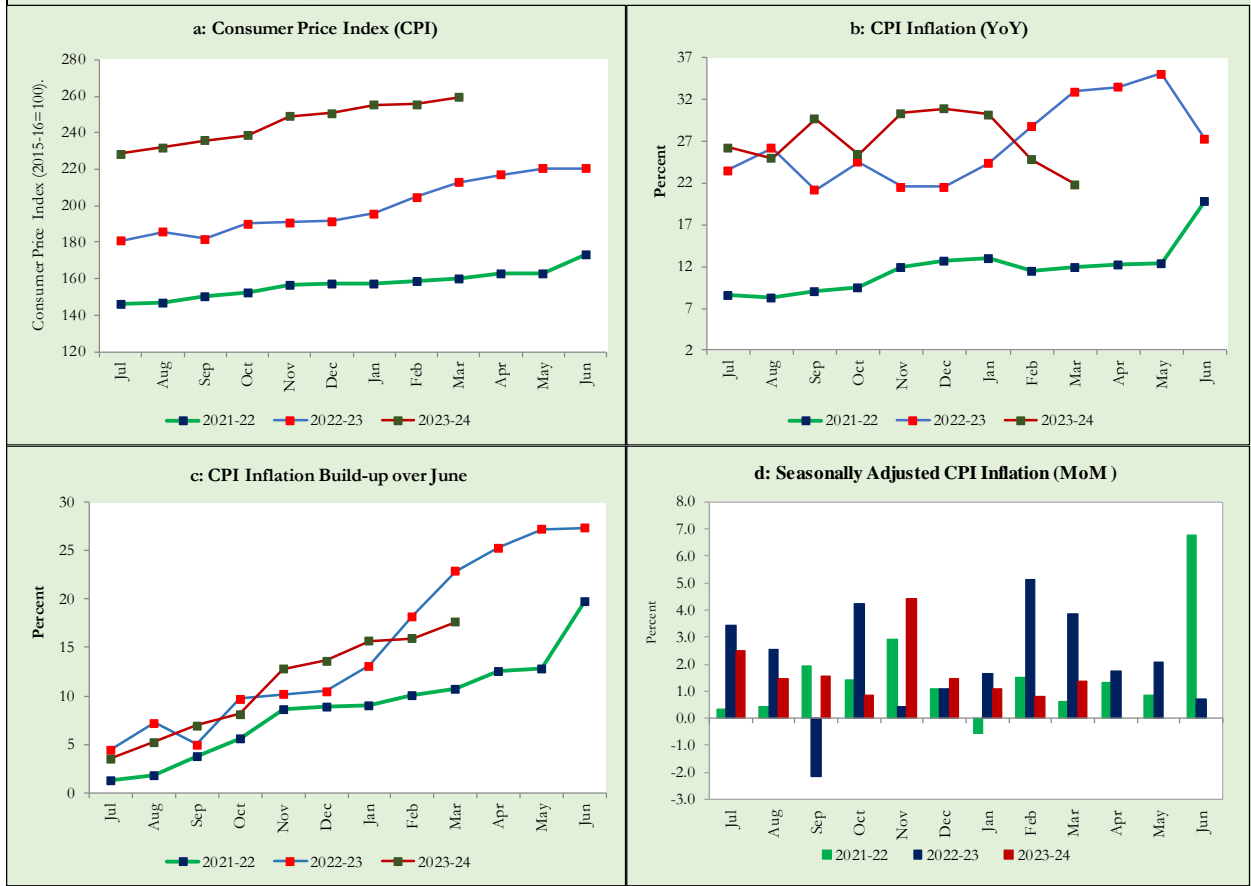 a: Consumer Price Index (CPI)
Consumer Price Index (2015-16=100).
280
260
240
220
200
180
160
140
120
Jul
Aug
Sep
Oct
Nov
Dec
Jan
Feb
Mar
Apr
May
Jun
2021-22 2022-23 2023-24
b: CPI Inflation (YoY)
Percent
37
32
27
22
17
12
7
2
Jul
Aug
Sep
Oct
Nov
Dec
Jan
Feb
Mar
Apr
May
Jun
2021-22 2022-23 2023-24
c: CPI Inflation Build-up over June
Percent
30
25
20
15
10
5
0
Jul
Aug
Sep
Oct
Nov
Dec
Jan
Feb
Mar
Apr
May
Jun
2021-22 2022-23 2023-24
d: Seasonally Adjusted CPI Inflation (MoM )
Percent
8.0
7.0
6.0
5.0
4.0
3.0
2.0
1.0
0.0
-1.0
-2.0
-3.0
Jul
Aug
Sep
Oct
Nov
Dec
Jan
Feb
Mar
Apr
May
Jun
2021-22 2022-23 2023-24